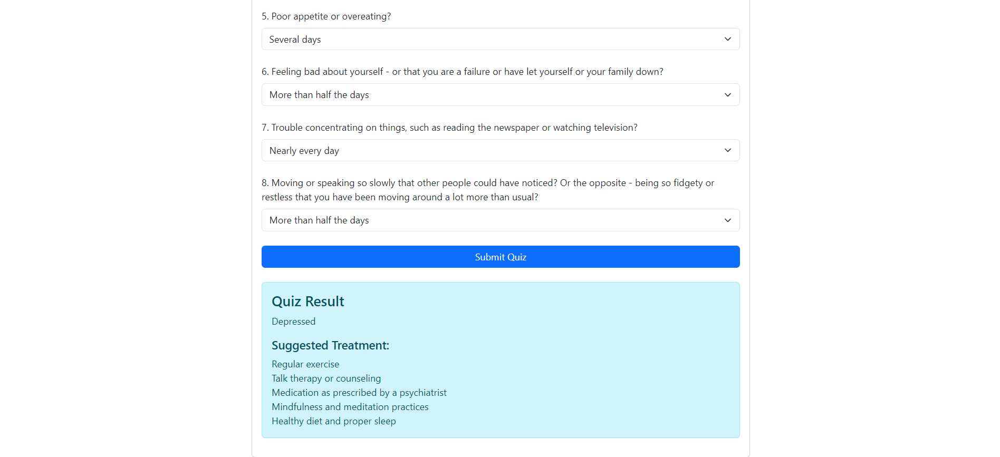 5. Poor appetite or overeating?
Several days
6. Feeling bad about yourself - or that you are a failure or have let yourself or your family down?
More than half the days
7. Trouble concentrating on things, such as reading the newspaper or watching television?
Nearly every day
8. Moving or speaking so slowly that other people could have noticed? Or the opposite - being so fidgety or
restless that you have been moving around a lot more than usual?
More than half the days
Submit Quiz
Quiz Result
Depressed
Suggested Treatment:
Regular exercise
Talk therapy or counseling
Medication as prescribed by a psychiatrist
Mindfulness and meditation practices
Healthy diet and proper sleep